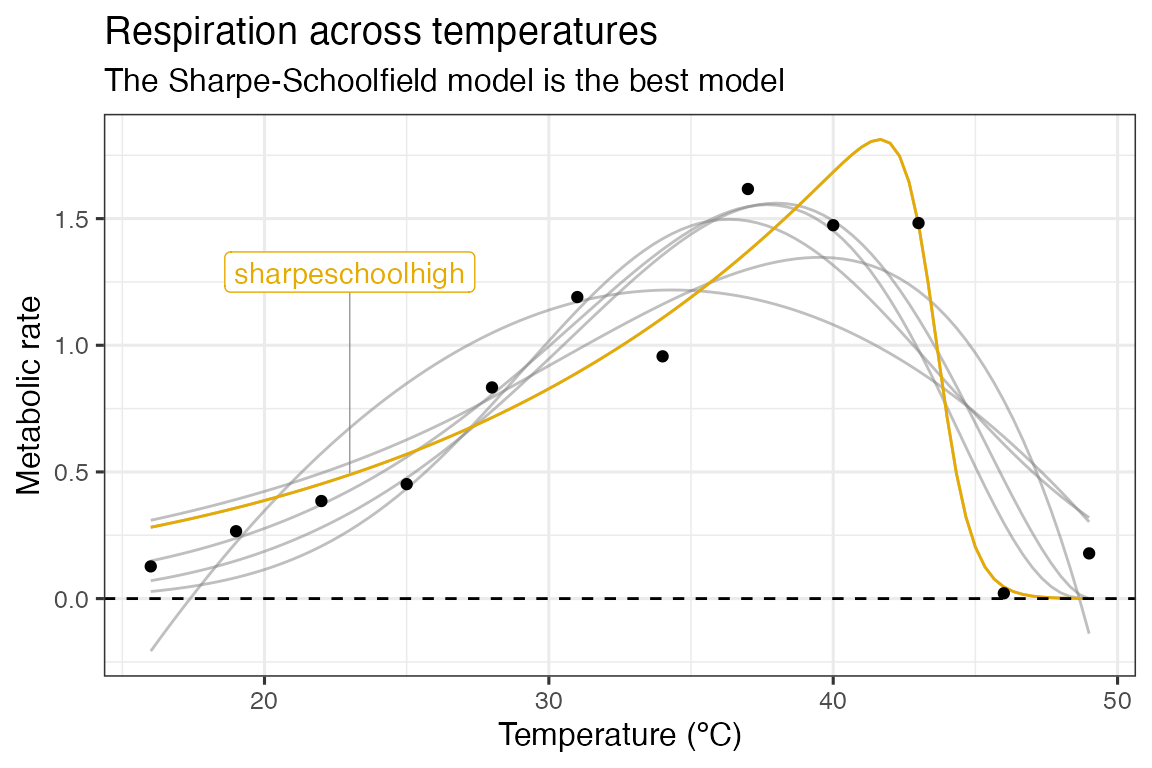 Respiration across temperatures
The Sharpe-Schoolfield model is the best model
1.5
1.0
0.5
0.0
Metabolic rate
sharpeschoolhigh
20
30
40
50
Temperature (ºC)